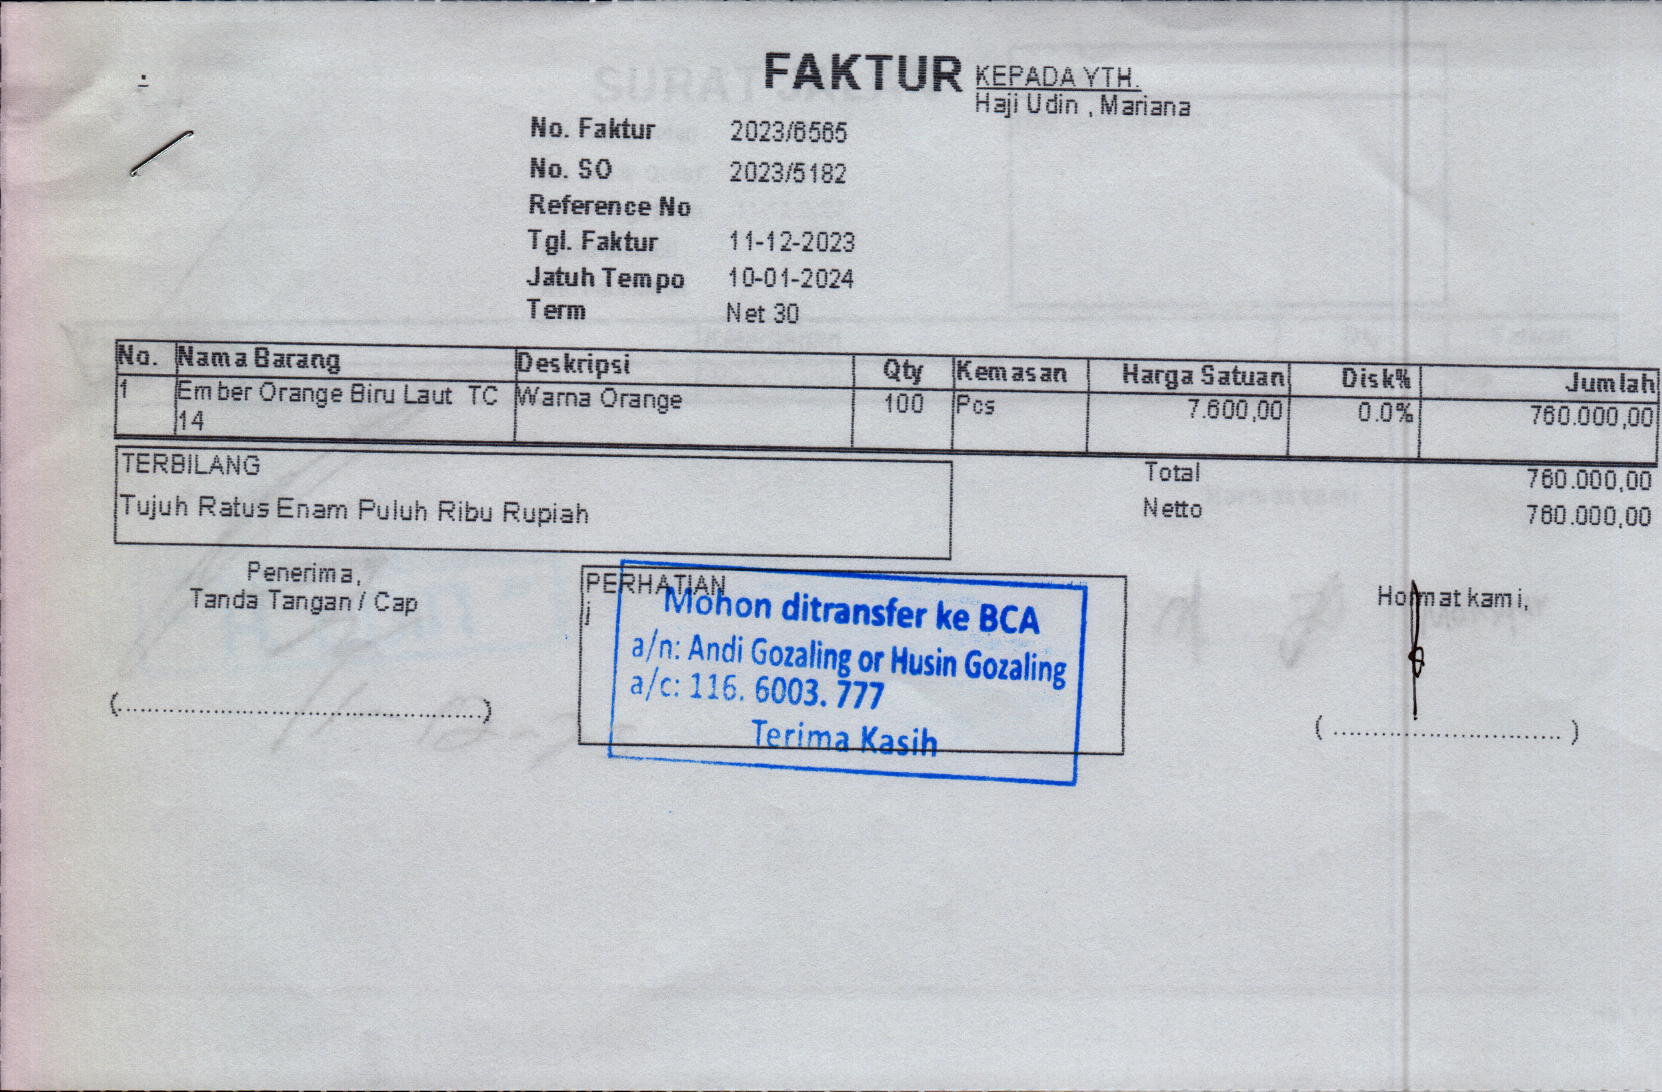 FAKTUR
KEPADA YTH.
Haji Udin , Mariana
No. Faktur 2023/6565
No. SO 2023/5182
Reference No
Tgl. Faktur 11-12-2023
Jatuh Tempo 10-01-2024
Term Net 30
No. Nama Barang Deskripsi Qty Kemasan Harga Satuan Disk% Jumlah
1 Ember Orange Biru Laut TC Warna Orange 100 Pcs 7.600,00 0.0% 760.000,00
14
TERBILANG
Tujuh Ratus Enam Puluh Ribu Rupiah
Total 760.000,00
Netto 760.000,00
Penerima,
Tanda Tangan / Cap
(..................................................)
PERHATIAN
j
Mohon ditransfer ke BCA
a/n: Andi Gozaling or Husin Gozaling
a/c: 116. 6003. 777
Terima Kasih
Hormat kami,
( .............................. )